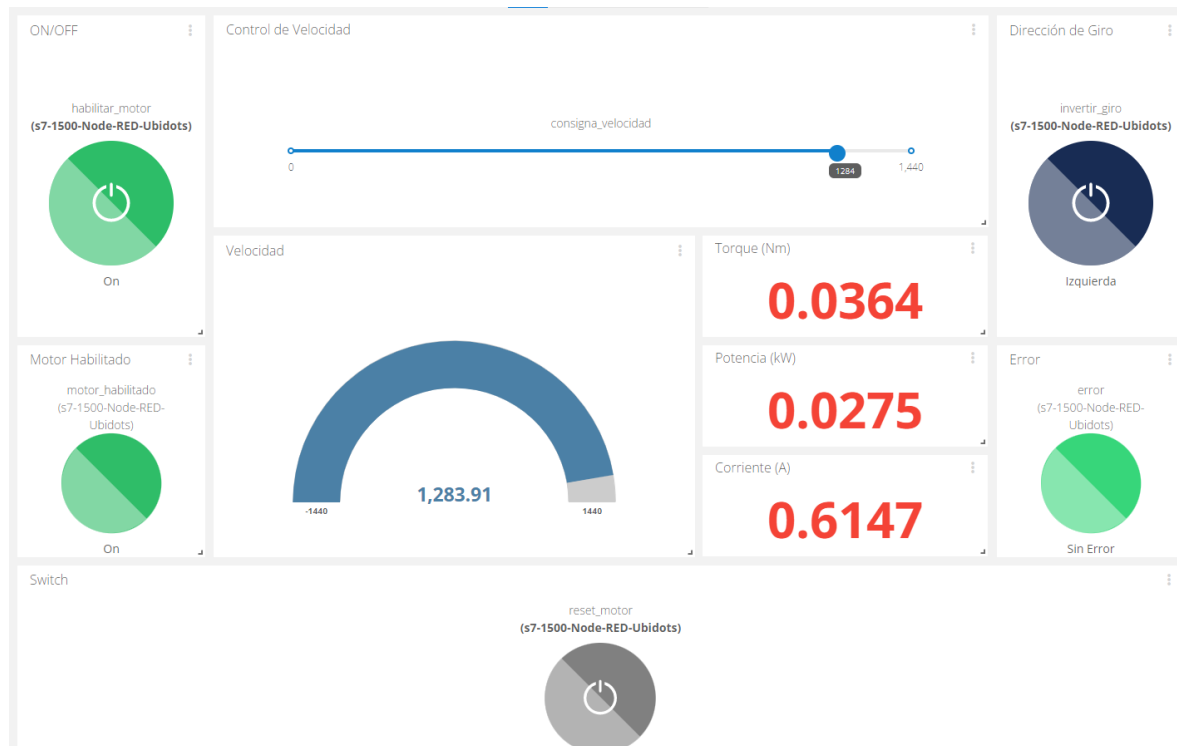 ON/OFF
habilitar_motor
(s7-1500-Node-RED-Ubidots)
On
Control de Velocidad
consigna_velocidad
0
1284
1,440
Dirección de Giro
invertir_giro
(s7-1500-Node-RED-Ubidots)
Izquierda
Motor Habilitado
motor_habilitado
(s7-1500-Node-RED-
Ubidots)
On
Velocidad
1,283.91
-1440
1440
Torque (Nm)
0.0364
Potencia (kW)
0.0275
Corriente (A)
0.6147
Error
error
(s7-1500-Node-RED-
Ubidots)
Sin Error
Switch
reset_motor
(s7-1500-Node-RED-Ubidots)